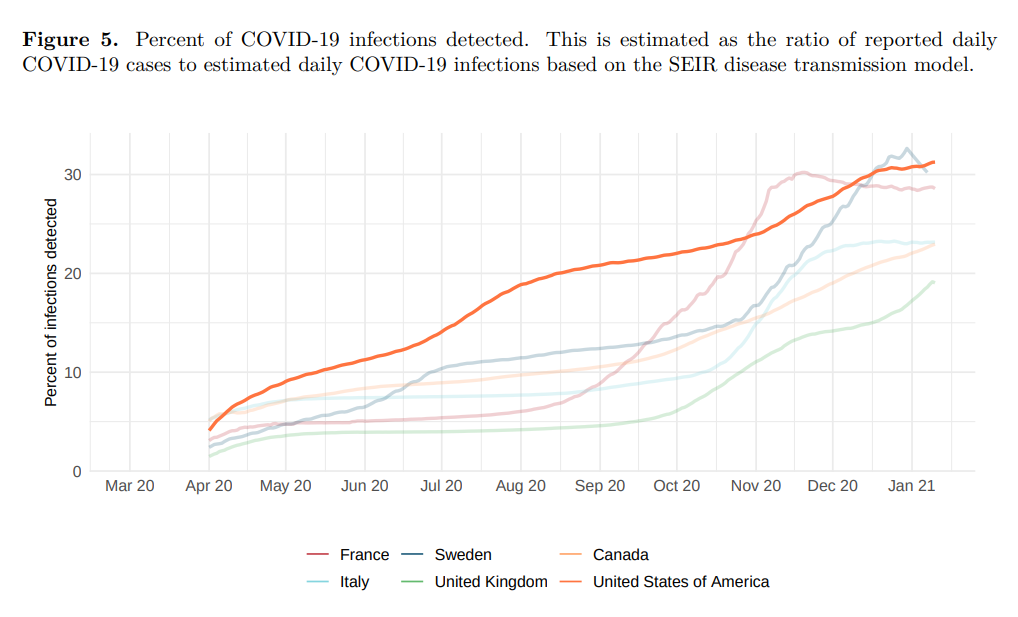 Figure 5. Percent of COVID-19 infections detected. This is estimated as the ratio of reported daily
COVID-19 cases to estimated daily COVID-19 infections based on the SEIR disease transmission model.
Percent of infections detected
30
20
10
0
Mar 20 Apr 20 May 20 Jun 20 Jul 20 Aug 20 Sep 20 Oct 20 Nov 20 Dec 20 Jan 21
France Sweden Canada
Italy United Kingdom United States of America